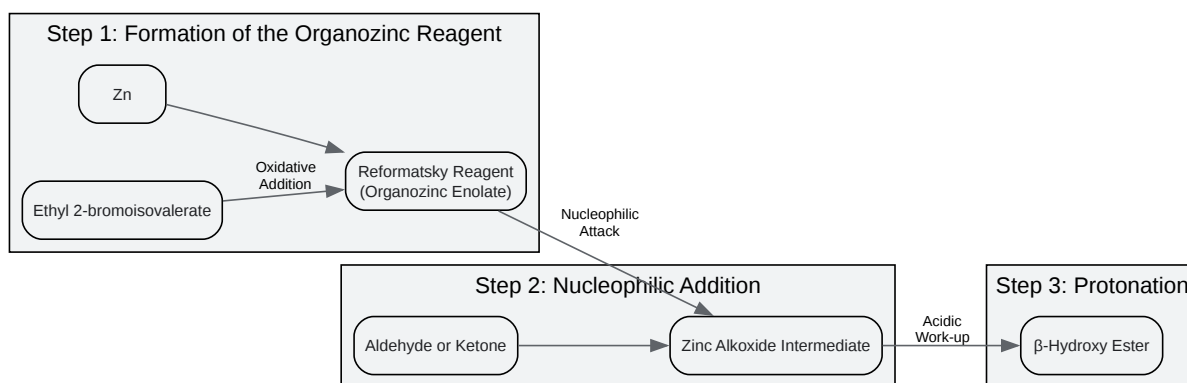 Step 1: Formation of the Organozinc Reagent
Zn
Oxidative
Addition
Reformatsky Reagent
(Organozinc Enolate)
Ethyl 2-bromoisovalerate
Nucleophilic
Attack
Step 2: Nucleophilic Addition
Aldehyde or Ketone
Zinc Alkoxide Intermediate
Acidic
Work-up
Step 3: Protonation
β-Hydroxy Ester